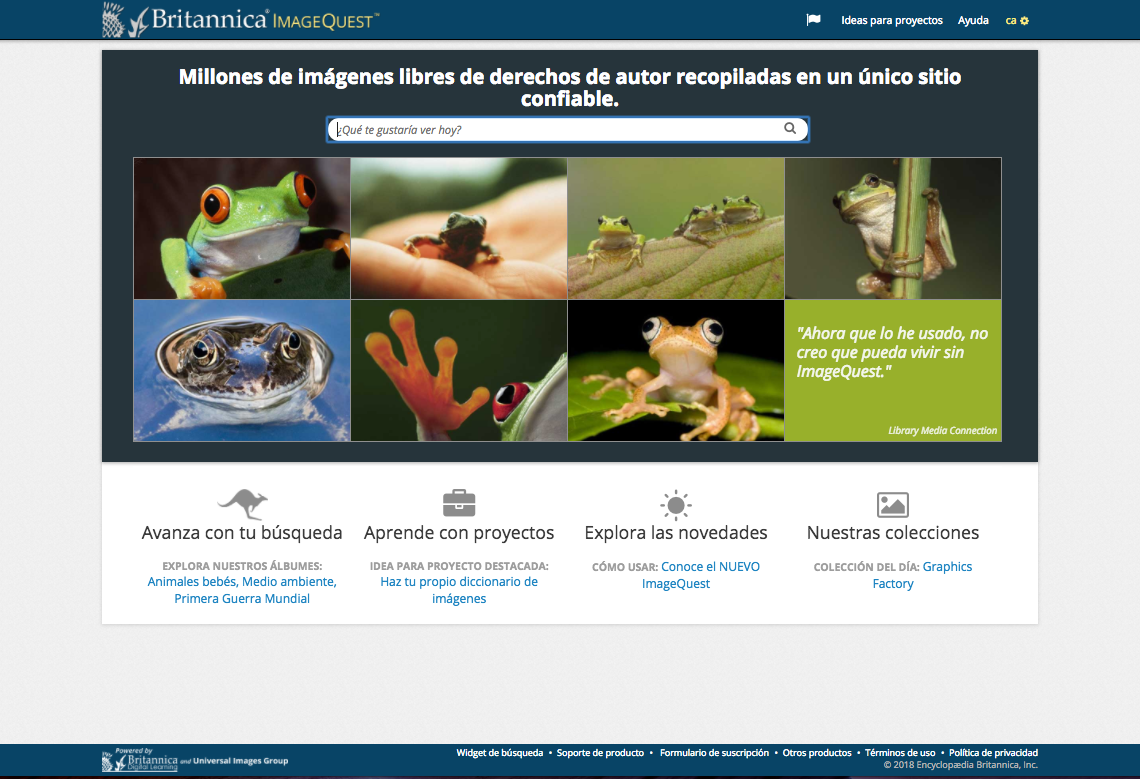 Britannica® IMAGEQUEST™
Ideas para proyectos Ayuda ca
Millones de imágenes libres de derechos de autor recopiladas en un único sitio
confiable.
¿Qué te gustaría ver hoy?
"Ahora que lo he usado, no
creo que pueda vivir sin
ImageQuest."
Library Media Connection
Avanza con tu búsqueda
EXPLORA NUESTROS ÁLBUMES:
Animales bebés, Medio ambiente,
Primera Guerra Mundial
Aprende con proyectos
IDEA PARA PROYECTO DESTACADA:
Haz tu propio diccionario de
imágenes
Explora las novedades
CÓMO USAR: Conoce el NUEVO
ImageQuest
Nuestras colecciones
COLECCIÓN DEL DÍA: Graphics
Factory
Powered by
Britannica and Universal Images Group
Digital Learning
Widget de búsqueda • Soporte de producto • Formulario de suscripción • Otros productos • Términos de uso • Política de privacidad
© 2018 Encyclopædia Britannica, Inc.